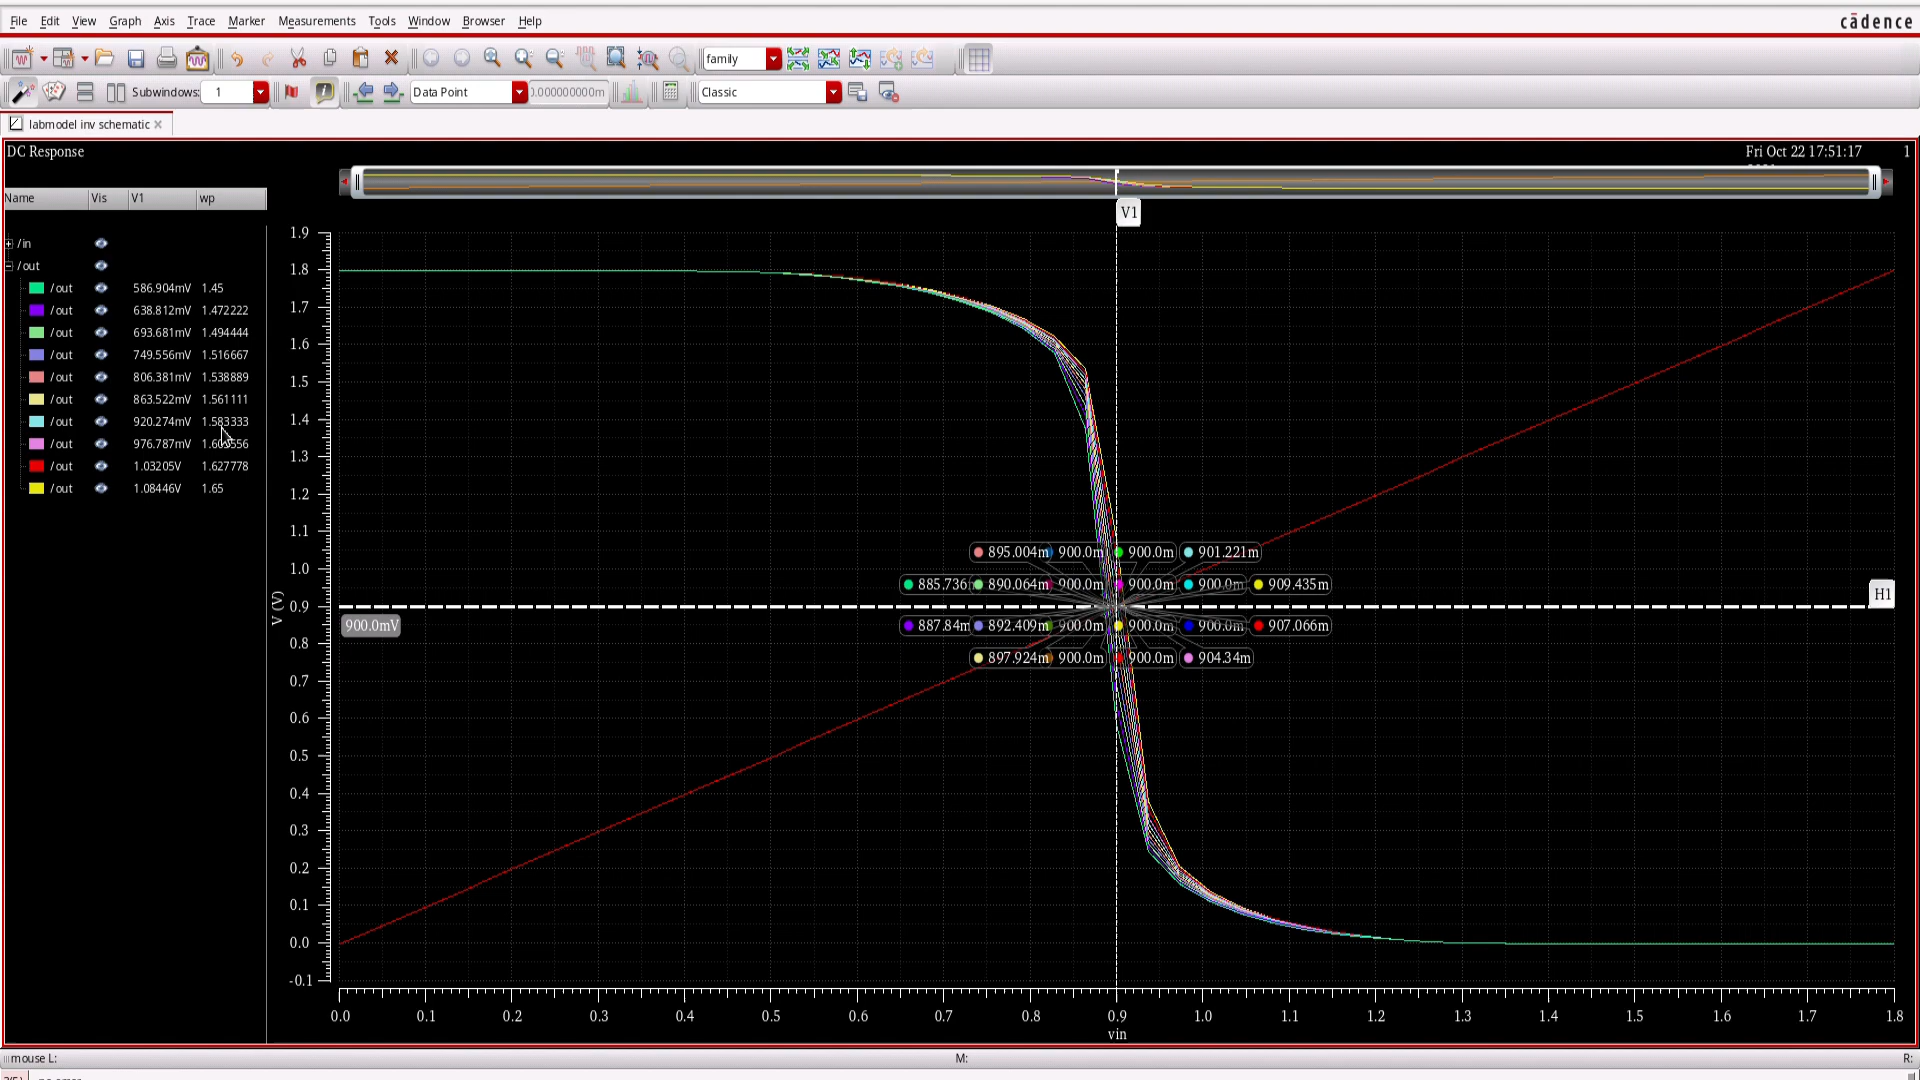 File Edit View Graph Axis Trace Marker Measurements Tools Window Browser Help
cādence
family
Subwindows: 1
Data Point
Classic
labmodel inv schematic
DC Response
Fri Oct 22 17:51:17
1
Name Vis V1 wp
V1
/in
/out
/out 586.904mV 1.45
/out 638.812mV 1.472222
/out 693.681mV 1.494444
/out 749.556mV 1.516667
/out 806.381mV 1.538889
/out 863.522mV 1.561111
/out 920.274mV 1.583333
/out 976.787mV
/out 1.03205V 1.627778
/out 1.08446V 1.65
1.9
1.8
1.7
1.6
1.5
1.4
1.3
1.2
1.1
1.0
0.9
0.8
0.7
0.6
0.5
0.4
0.3
0.2
0.1
0.0
-0.1
V (V)
895.004m 900.0m 900.0m 901.221m
885.736 890.064m 900.0m 900.0m 900.0m 909.435m
H1
900.0mV
887.84m 892.409m 900.0m 900.0m 900.0m 907.066m
897.924m 900.0m 900.0m 904.34m
0.0 0.1 0.2 0.3 0.4 0.5 0.6 0.7 0.8 0.9 1.0 1.1 1.2 1.3 1.4 1.5 1.6 1.7 1.8
vin
mouse L: M: R: